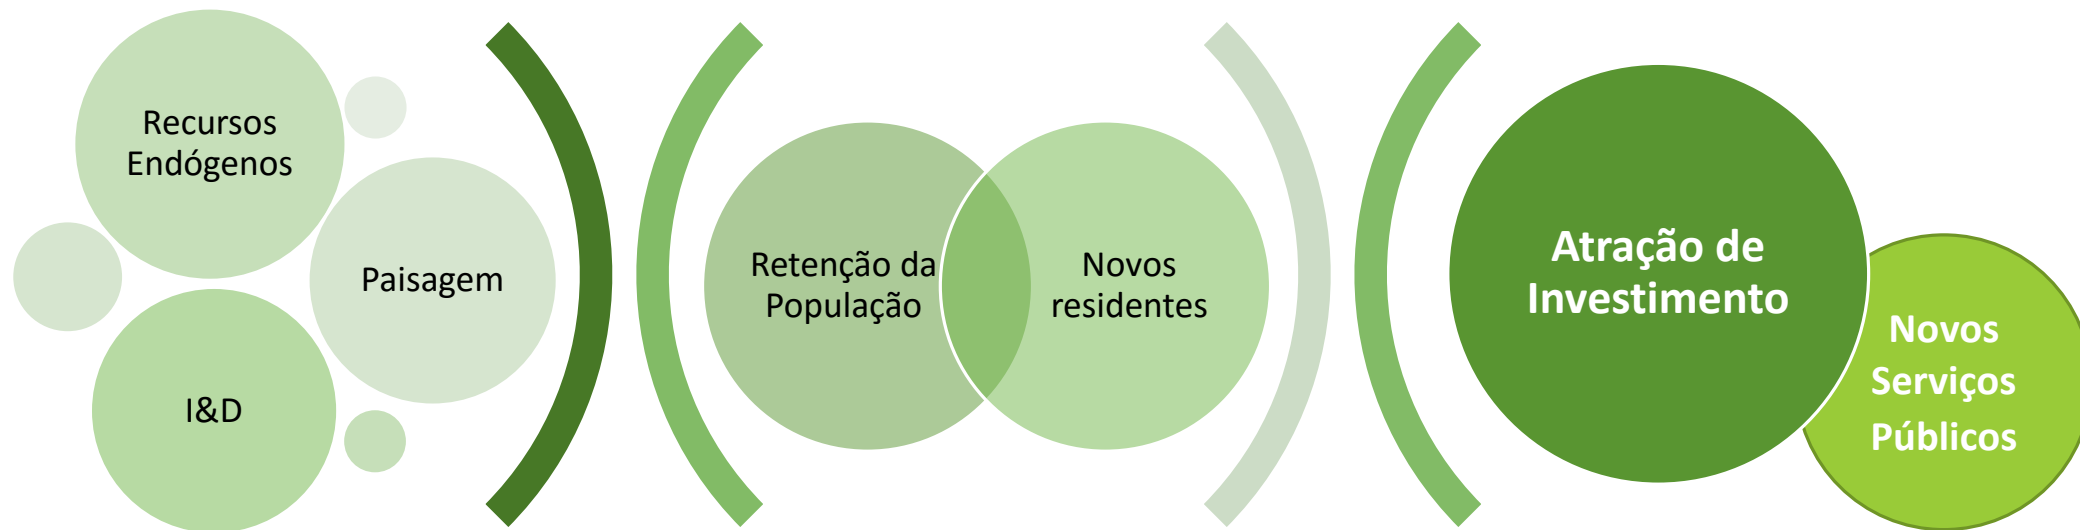 Recursos
Endógenos
Paisagem
I&D
Retenção da
População
Novos
residentes
Atração de
Investimento
Novos
Serviços
Públicos